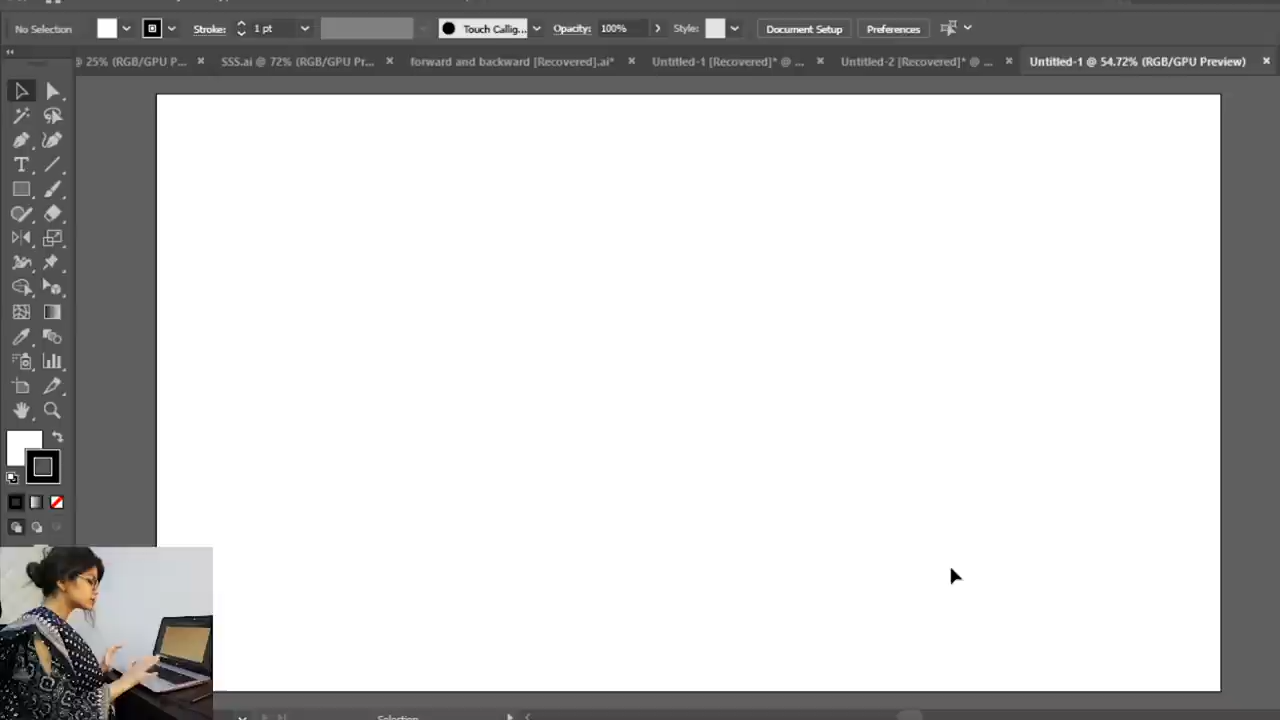 No Selection Stroke: 1 pt Touch Callig... Opacity: 100% Style: Document Setup Preferences
@ 25% (RGB/GPU P... SSS.ai @ 72% (RGB/GPU Pr... forward and backward [Recovered].ai* Untitled-1 [Recovered]* @ ... Untitled-2 [Recovered]* @ ... Untitled-1 @ 54.72% (RGB/GPU Preview)
Selection